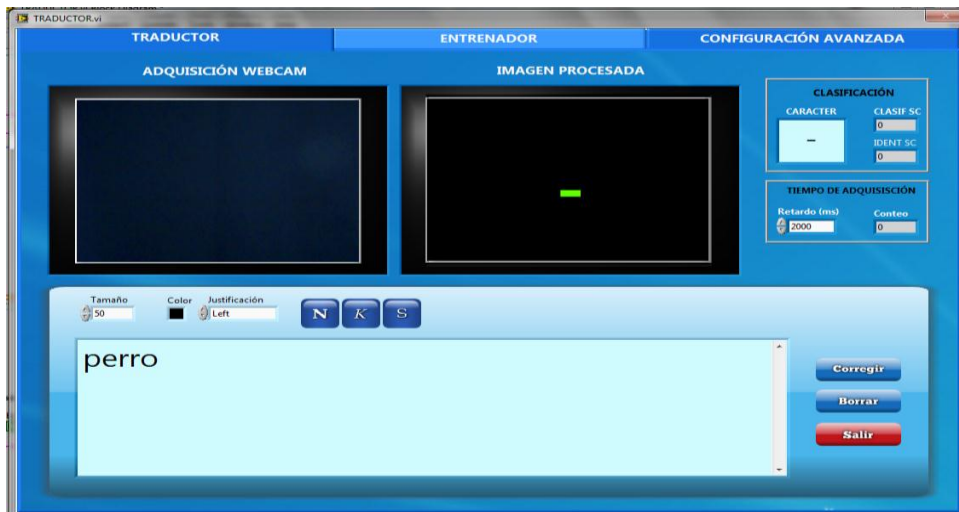 TRADUCTOR.vi
TRADUCTOR ENTRENADOR CONFIGURACIÓN AVANZADA
ADQUISICIÓN WEBCAM IMAGEN PROCESADA
CLASIFICACIÓN
CARACTER CLASIF SC
0
–
IDENT SC
0
TIEMPO DE ADQUISISCIÓN
Retardo (ms) Conteo
2000 0
Tamaño Color Justificación
50 Left
N K S
perro
Corregir
Borrar
Salir